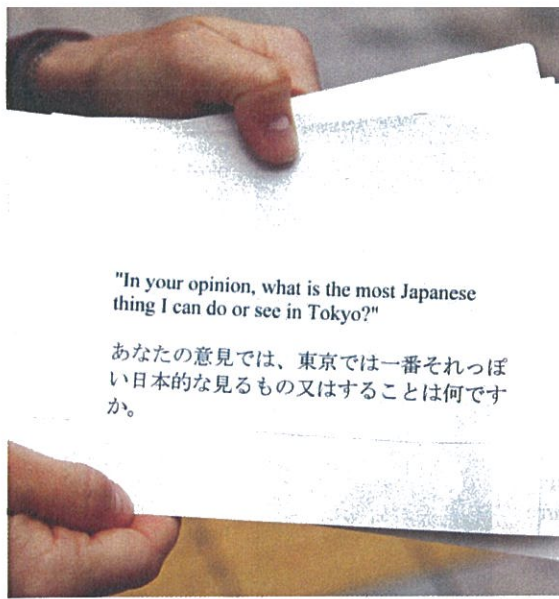 "In your opinion, what is the most Japanese
thing I can do or see in Tokyo?"
あなたの意見では、東京では一番それっぽ
い日本的な見るもの又はすることは何です
か。